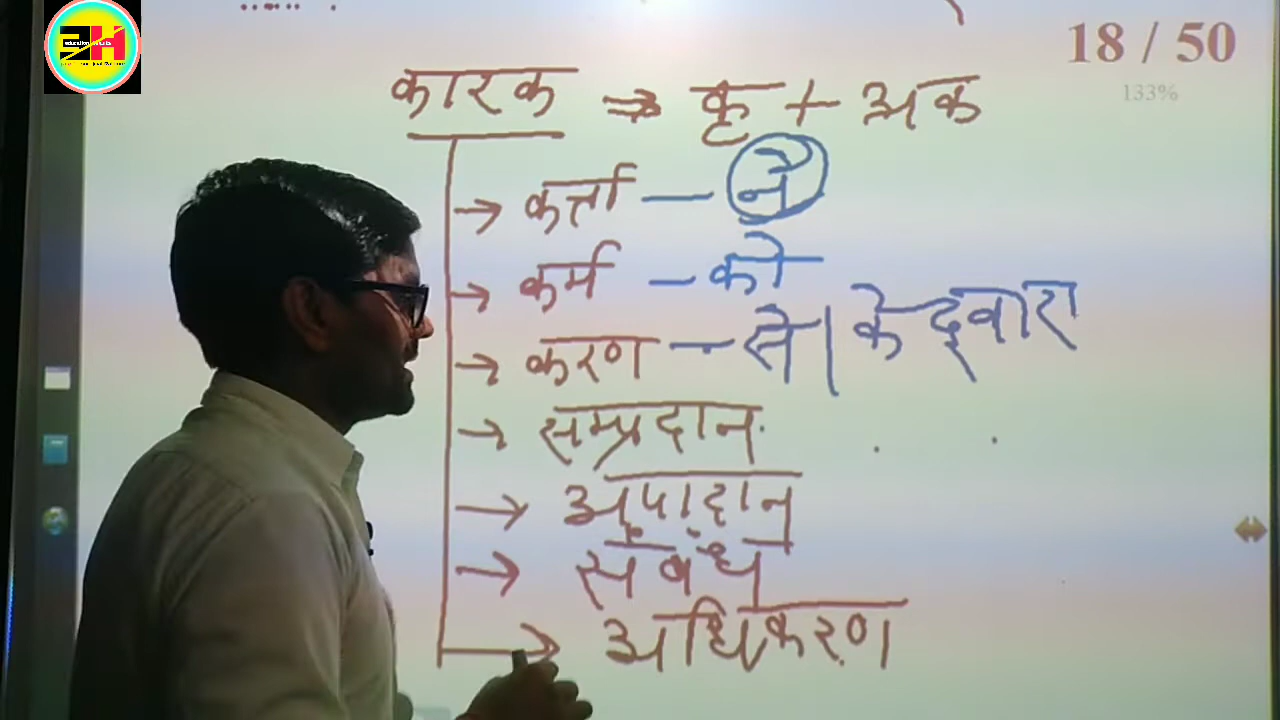 18 / 50
133%
कारक ⇒ कृ + अक
→ कर्त्ता – ने
→ कर्म – को
→ करण – से | के द्वारा
→ सम्प्रदान
→ अपादान
→ संबंध
→ अधिकरण